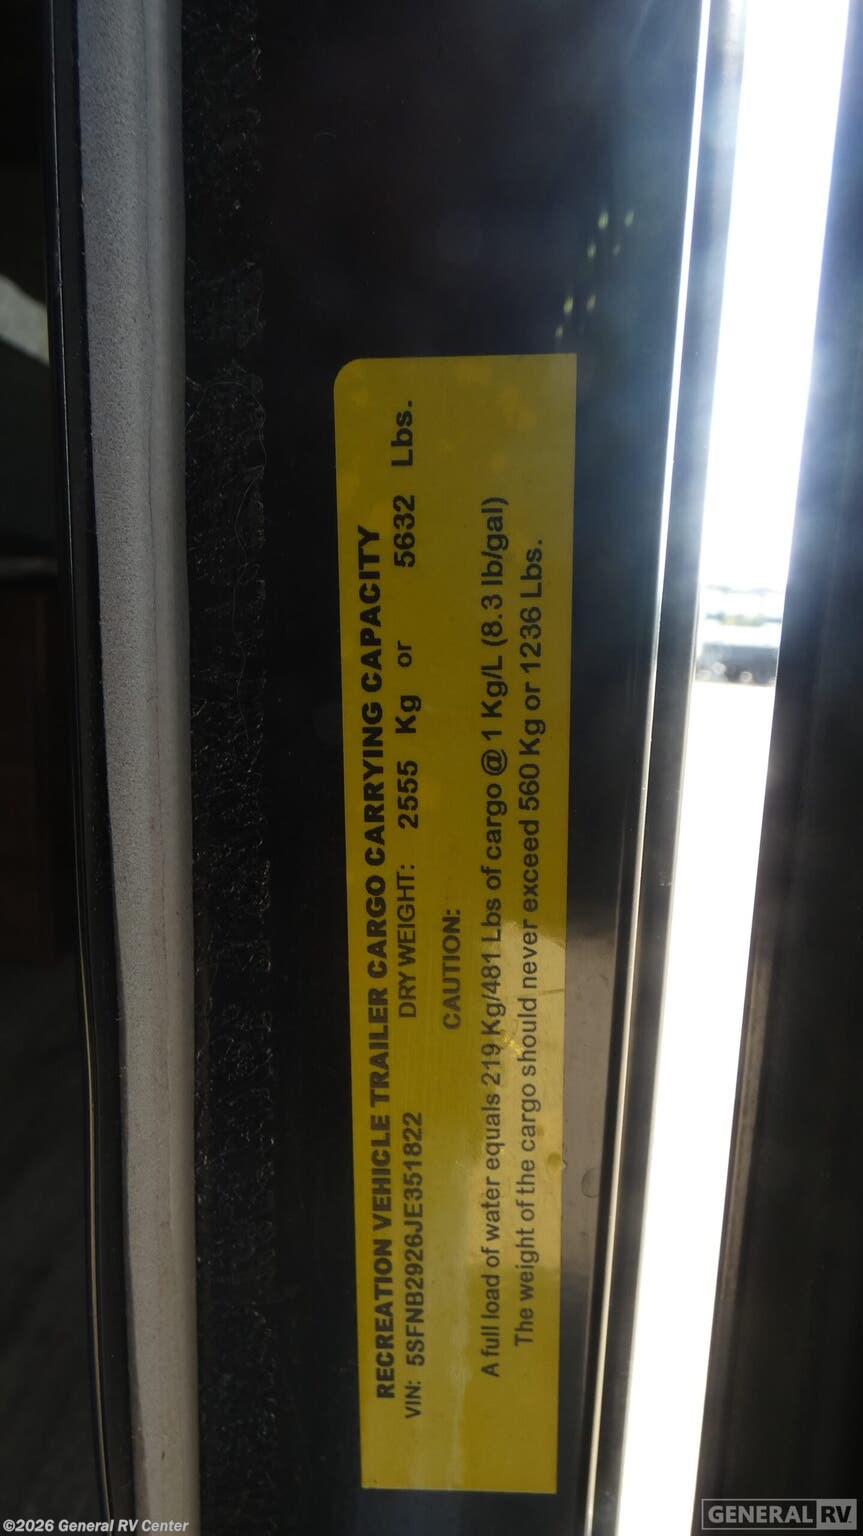 RECREATION VEHICLE TRAILER CARGO CARRYING CAPACITY
VIN: 5SFNB2926JE351822 DRY WEIGHT: 2555 Kg or 5632 Lbs.
CAUTION:
A full load of water equals 219 Kg/481 Lbs of cargo @ 1 Kg/L (8.3 lb/gal)
The weight of the cargo should never exceed 560 Kg or 1236 Lbs.
©2026 General RV Center
GENERAL RV